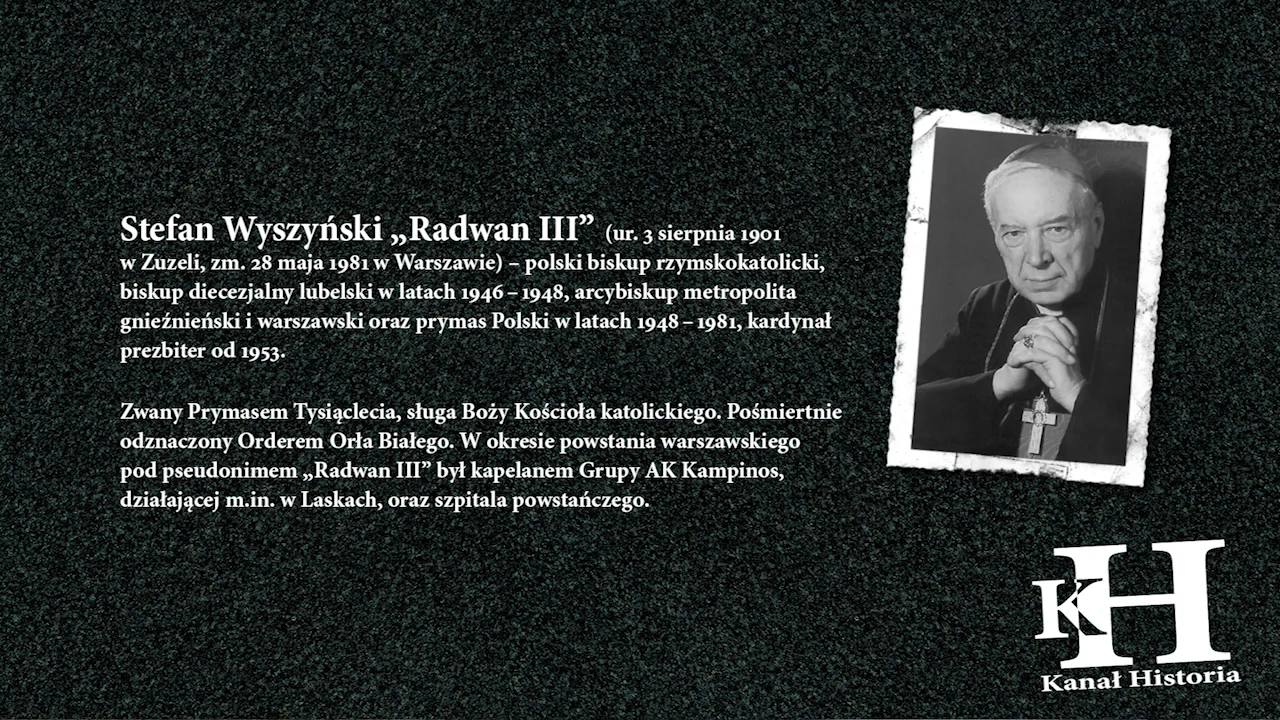 Stefan Wyszyński „Radwan III” (ur. 3 sierpnia 1901
w Zuzeli, zm. 28 maja 1981 w Warszawie) – polski biskup rzymskokatolicki,
biskup diecezjalny lubelski w latach 1946 – 1948, arcybiskup metropolita
gnieźnieński i warszawski oraz prymas Polski w latach 1948 – 1981, kardynał
prezbiter od 1953.
Zwany Prymasem Tysiąclecia, sługa Boży Kościoła katolickiego. Pośmiertnie
odznaczony Orderem Orła Białego. W okresie powstania warszawskiego
pod pseudonimem „Radwan III” był kapelanem Grupy AK Kampinos,
działającej m.in. w Laskach, oraz szpitala powstańczego.
KH
Kanał Historia